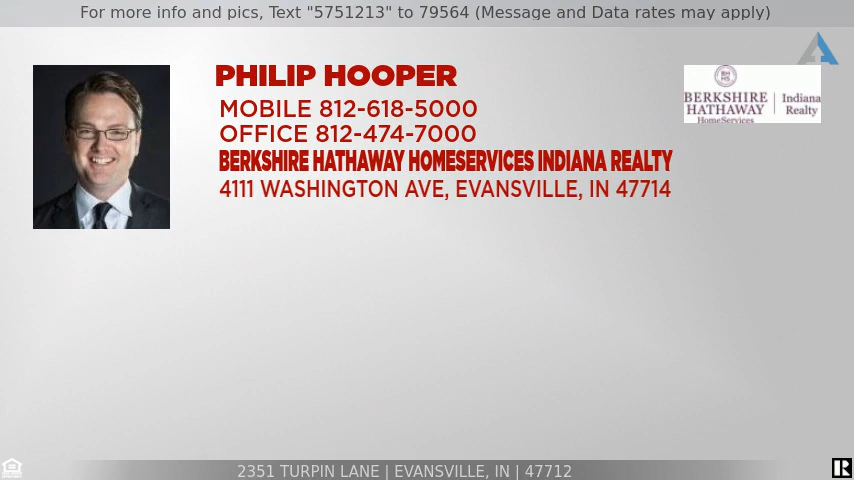 For more info and pics, Text "5751213" to 79564 (Message and Data rates may apply)
PHILIP HOOPER
MOBILE 812-618-5000
OFFICE 812-474-7000
BERKSHIRE HATHAWAY HOMESERVICES INDIANA REALTY
4111 WASHINGTON AVE, EVANSVILLE, IN 47714
BH
HS
BERKSHIRE
HATHAWAY
HomeServices
Indiana
Realty
2351 TURPIN LANE | EVANSVILLE, IN | 47712